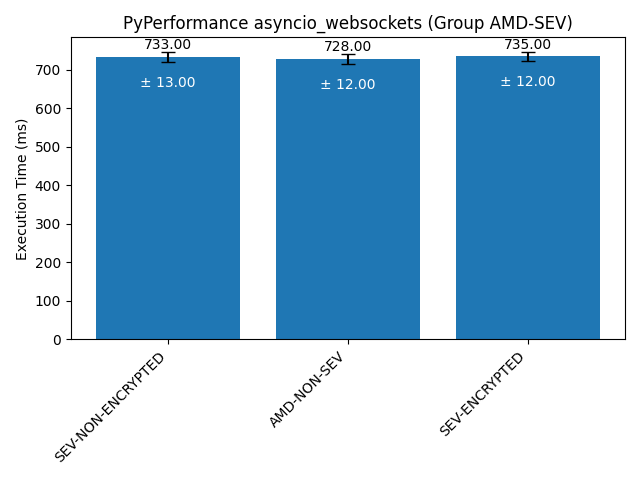 PyPerformance asyncio_websockets (Group AMD-SEV)
733.00
728.00
735.00
± 13.00
± 12.00
± 12.00
Execution Time (ms)
700
600
500
400
300
200
100
0
SEV-NON-ENCRYPTED
AMD-NON-SEV
SEV-ENCRYPTED